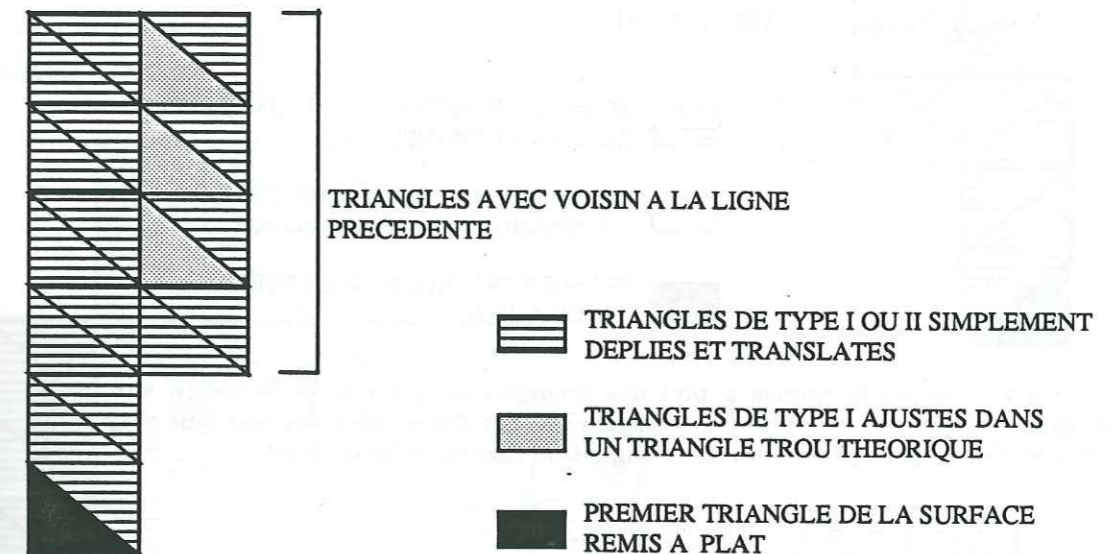 TRIANGLES AVEC VOISIN A LA LIGNE
PRECEDENTE
TRIANGLES DE TYPE I OU II SIMPLEMENT
DEPLIES ET TRANSLATES
TRIANGLES DE TYPE I AJUSTES DANS
UN TRIANGLE TROU THEORIQUE
PREMIER TRIANGLE DE LA SURFACE
REMIS A PLAT